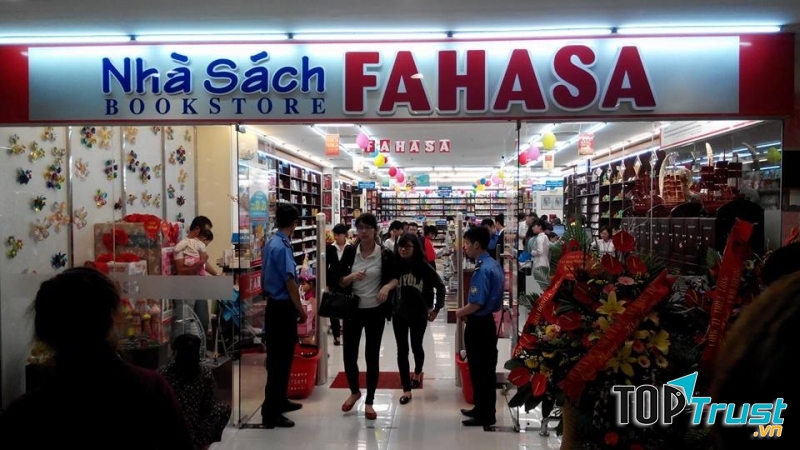 Nhà Sách
BOOKSTORE
FAHASA
FAHASA
TOPTrust
.vn